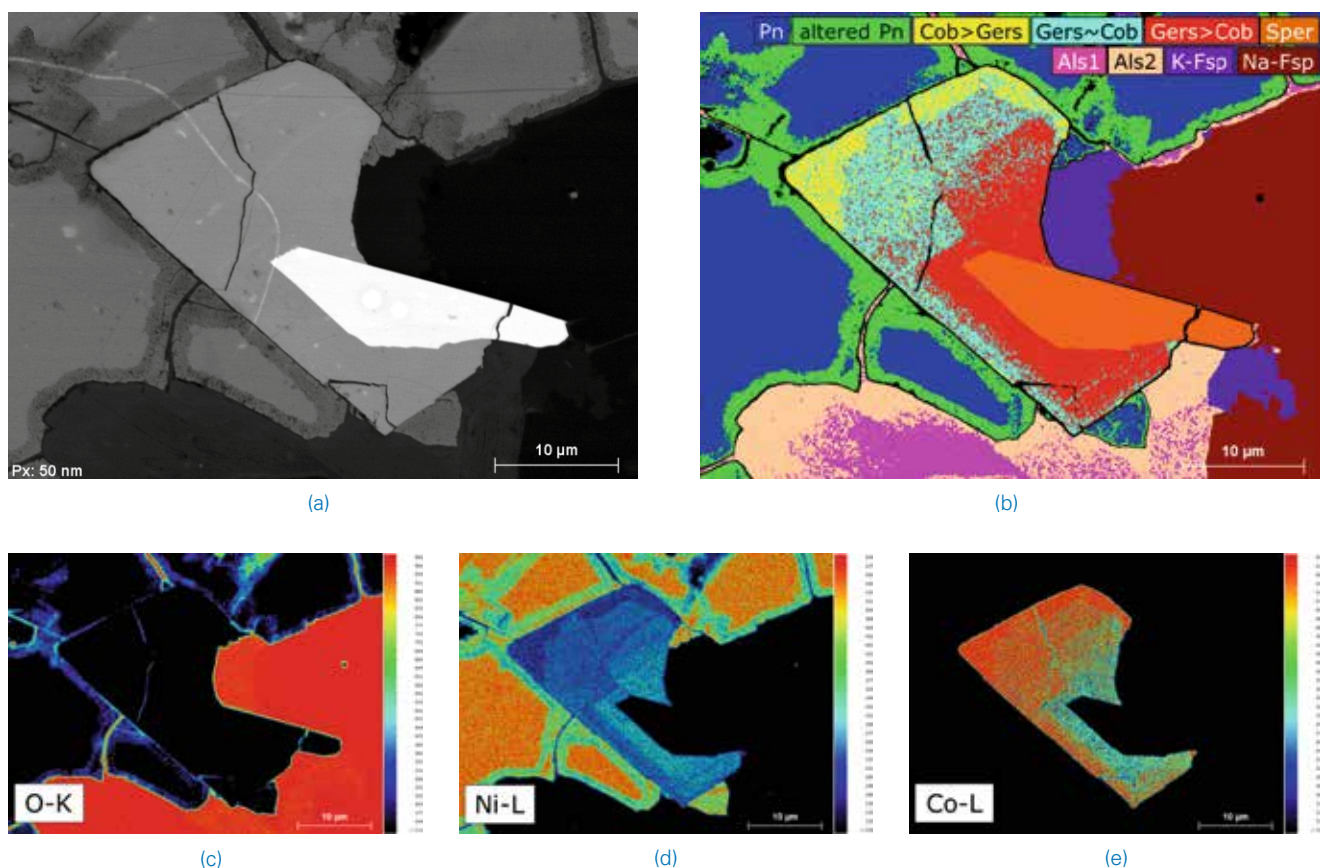 Pn altered Pn Cob>Gers Gers~Cob Gers>Cob Sper
Als1 Als2 K-Fsp Na-Fsp
Px: 50 nm
10 µm
10 µm
(a)
(b)
O-K
10 µm
Ni-L
10 µm
Co-L
10 µm
(c)
(d)
(e)